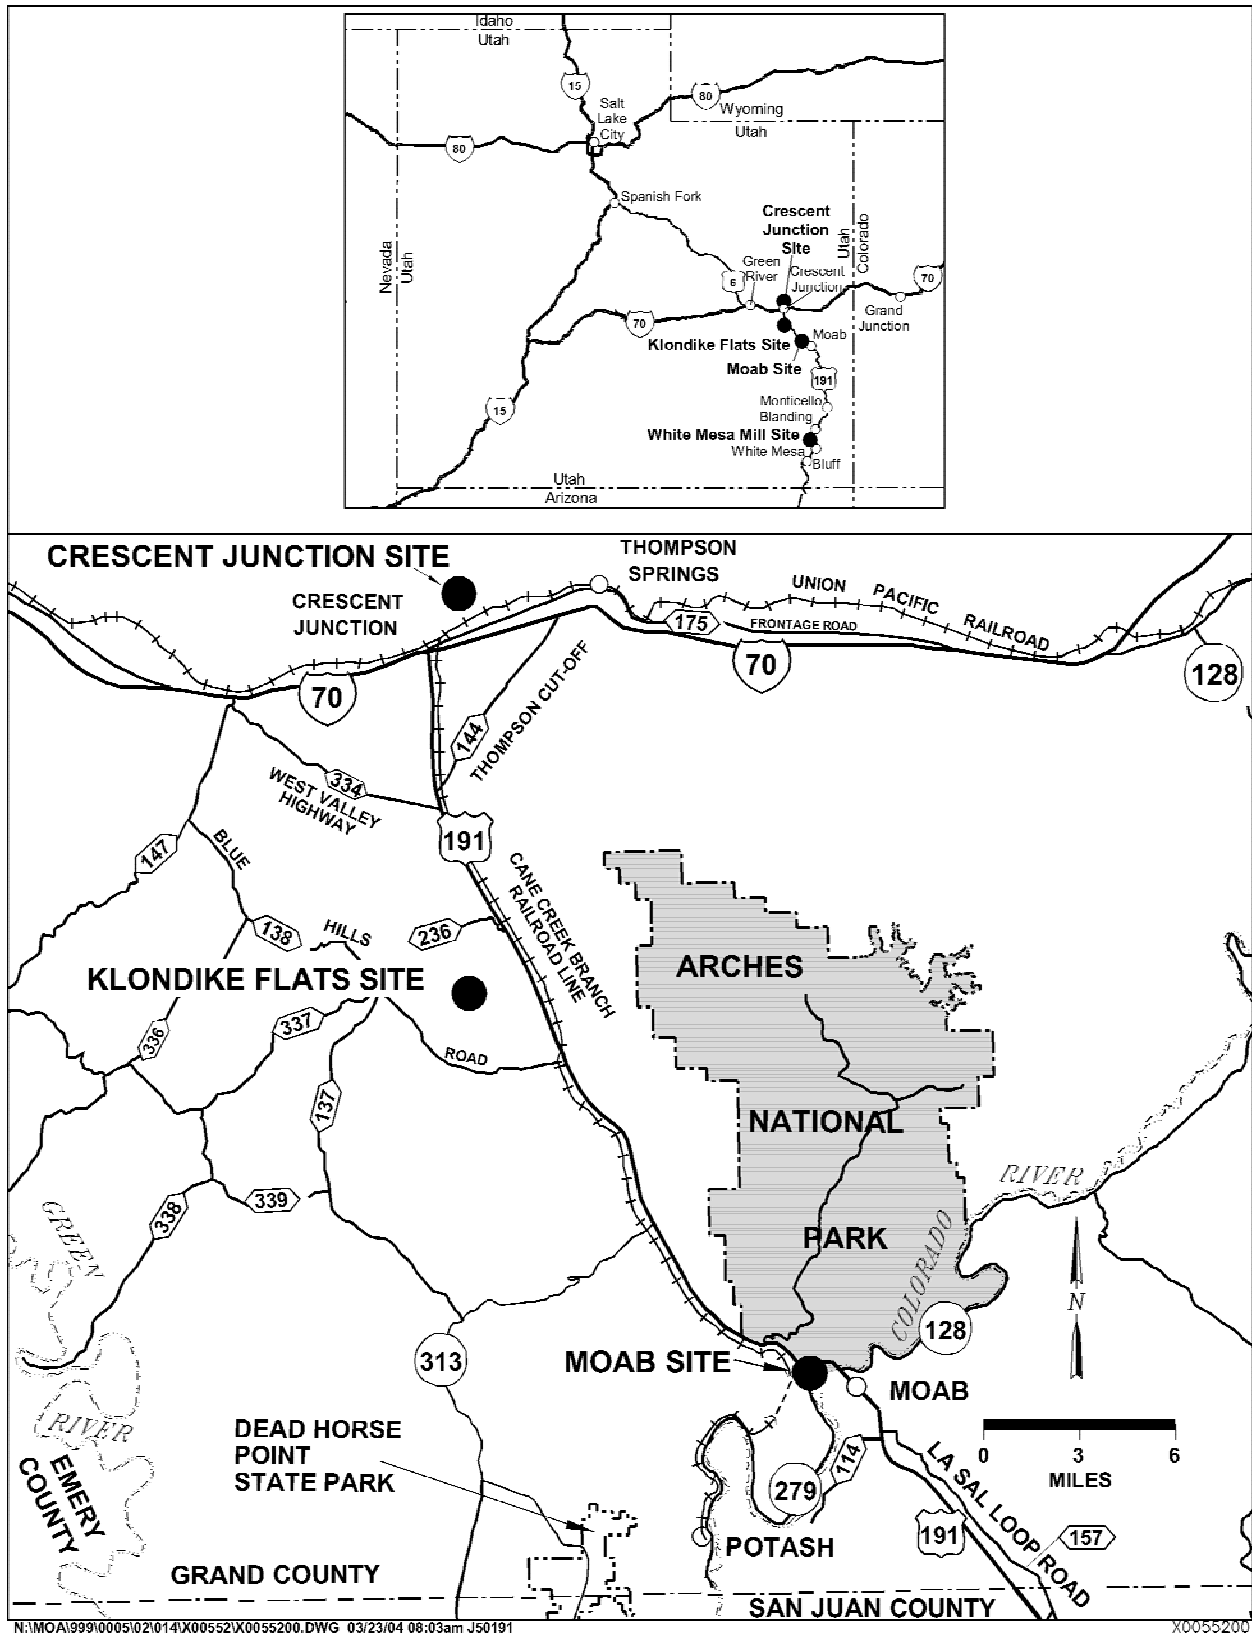 Idaho
Utah
15
80
Salt
Lake
City
Wyoming
Utah
80
Spanish Fork
Crescent
Junction
Site
Utah
Colorado
Nevada
Utah
Green
River
Crescent
Junction
6
70
Grand
Junction
70
Klondike Flats Site
Moab
Moab Site
191
15
Monticello
Blanding
White Mesa Mill Site
White Mesa
Bluff
Utah
Arizona
CRESCENT JUNCTION SITE
THOMPSON
SPRINGS
CRESCENT
JUNCTION
UNION PACIFIC RAILROAD
175
FRONTAGE ROAD
70
70
128
144
THOMPSON CUT-OFF
334
WEST VALLEY
HIGHWAY
191
147
BLUE
HILLS
ROAD
138
236
CANE CREEK BRANCH
RAILROAD LINE
ARCHES
NATIONAL
PARK
KLONDIKE FLATS SITE
336
337
137
338
339
GREEN
RIVER
COLORADO
RIVER
N
128
313
MOAB SITE
MOAB
DEAD HORSE
POINT
STATE PARK
0 3 6
MILES
EMERY
COUNTY
279
114
LA SAL LOOP ROAD
191
157
POTASH
GRAND COUNTY
SAN JUAN COUNTY
N:\MOA\999\0005\02\014\X00552\X0055200.DWG 03/23/04 08:03am J50191
X0055200